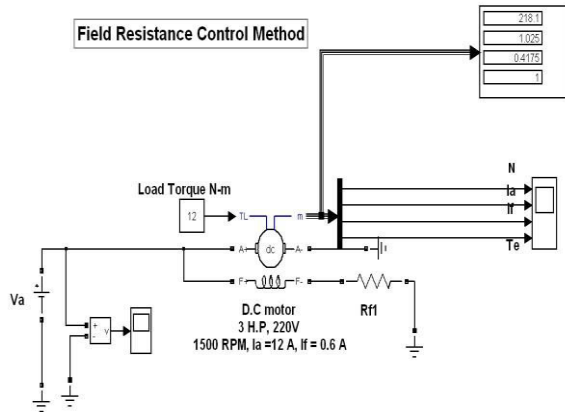 Field Resistance Control Method
218.1
1.025
0.4175
1
N
Ia
If
Te
Load Torque N-m
12
TL
m
A+
dc
A-
F+
F-
Va
+
-
v
D.C motor
3 H.P, 220V
1500 RPM, Ia =12 A, If = 0.6 A
Rf1